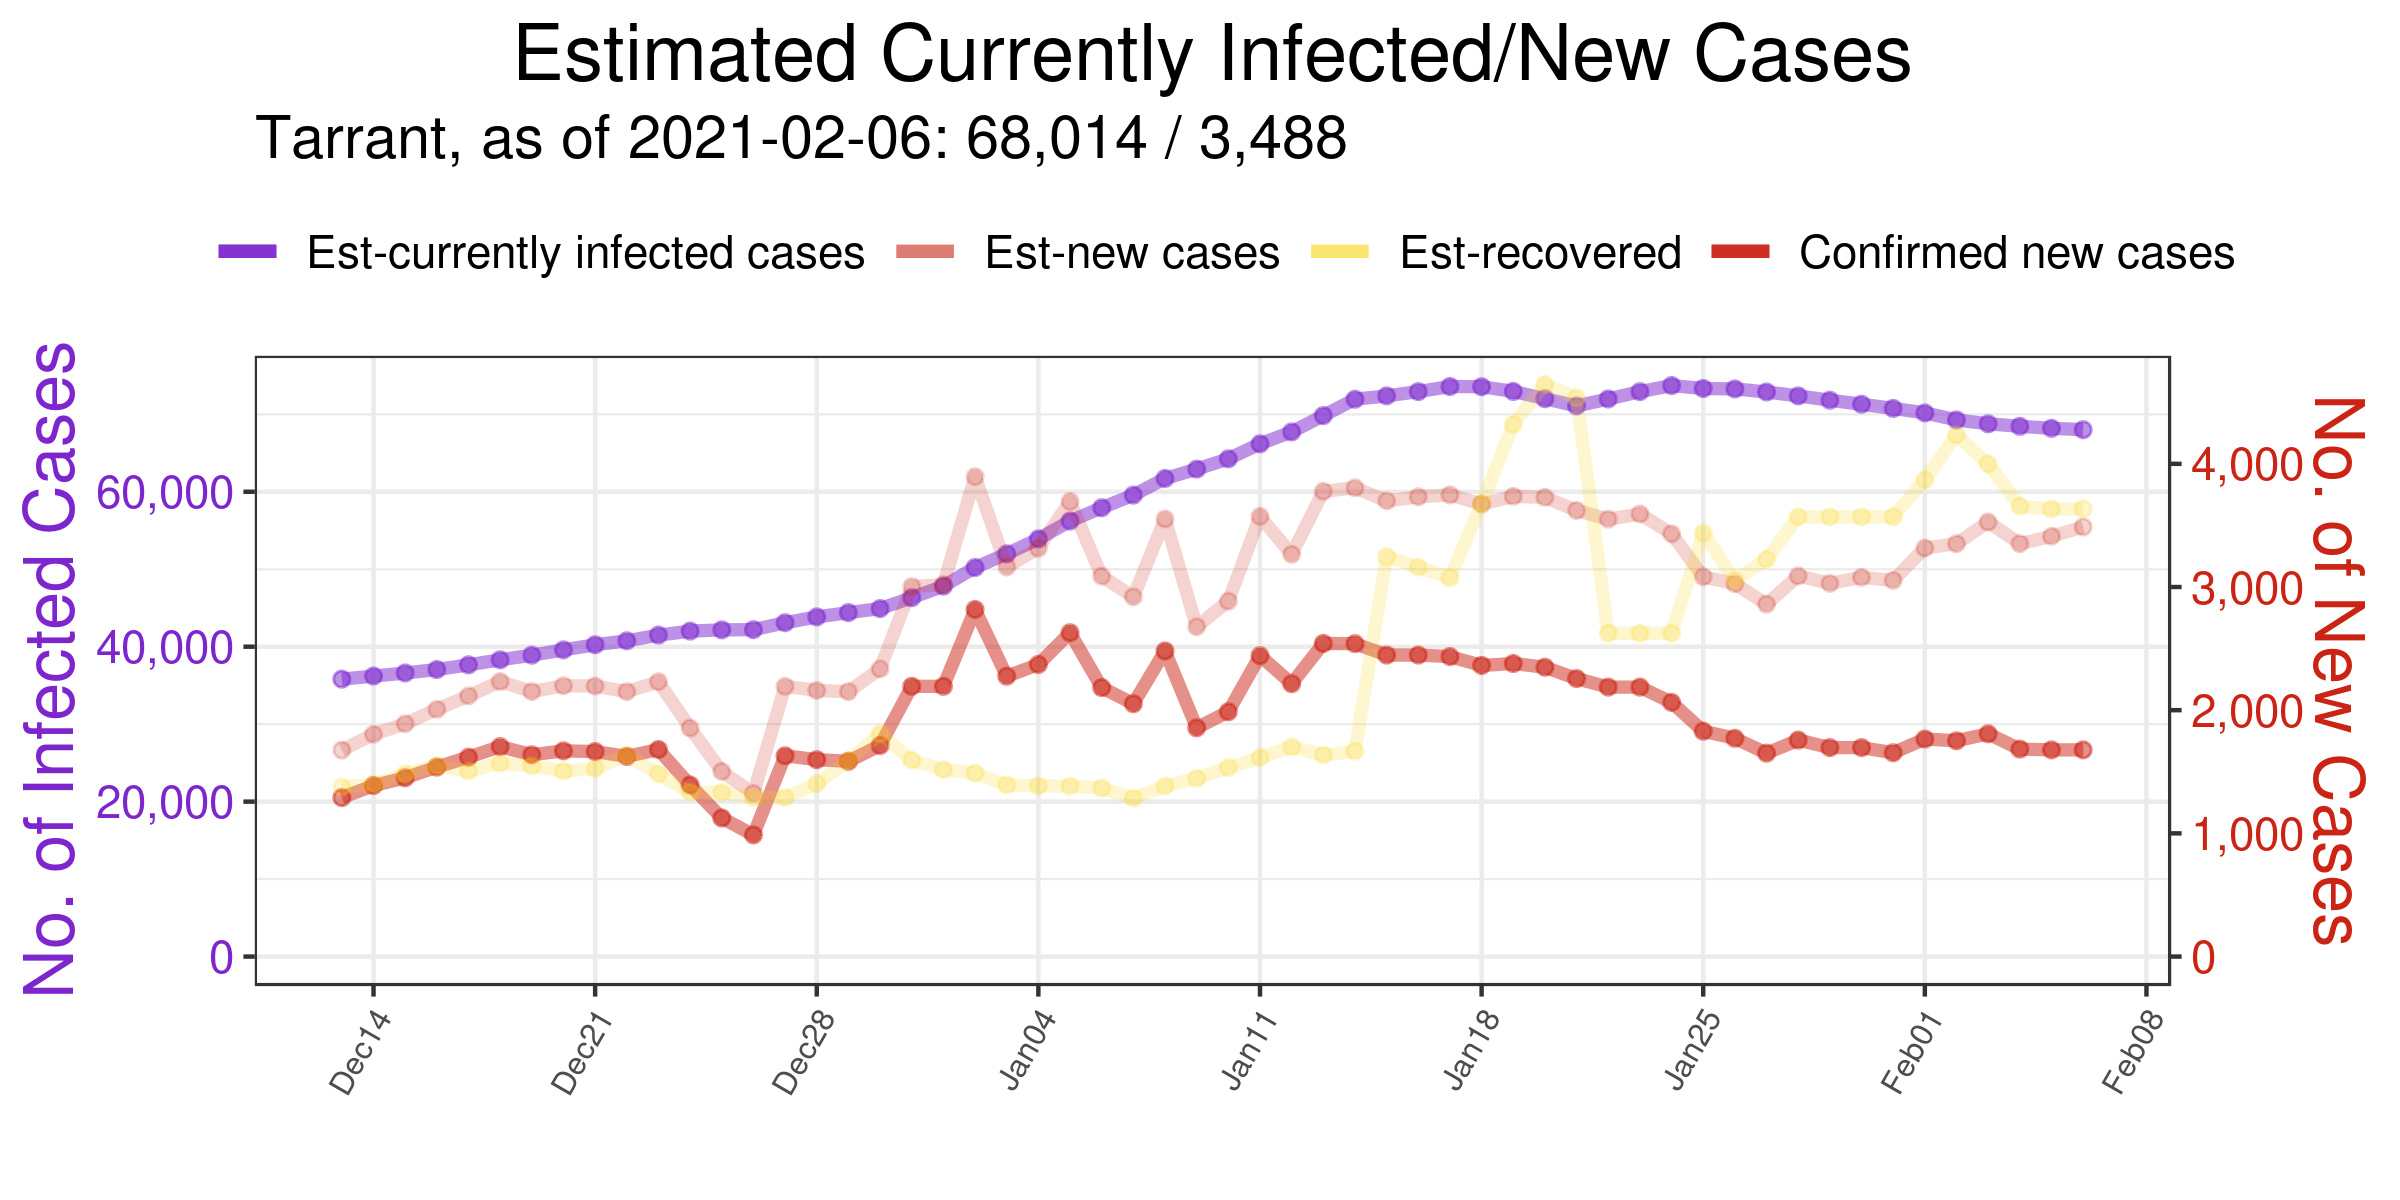 Estimated Currently Infected/New Cases
Tarrant, as of 2021-02-06: 68,014 / 3,488
Est-currently infected cases Est-new cases Est-recovered Confirmed new cases
No. of Infected Cases
60,000
40,000
20,000
0
4,000
3,000
2,000
1,000
0
No. of New Cases
Dec14 Dec21 Dec28 Jan04 Jan11 Jan18 Jan25 Feb01 Feb08